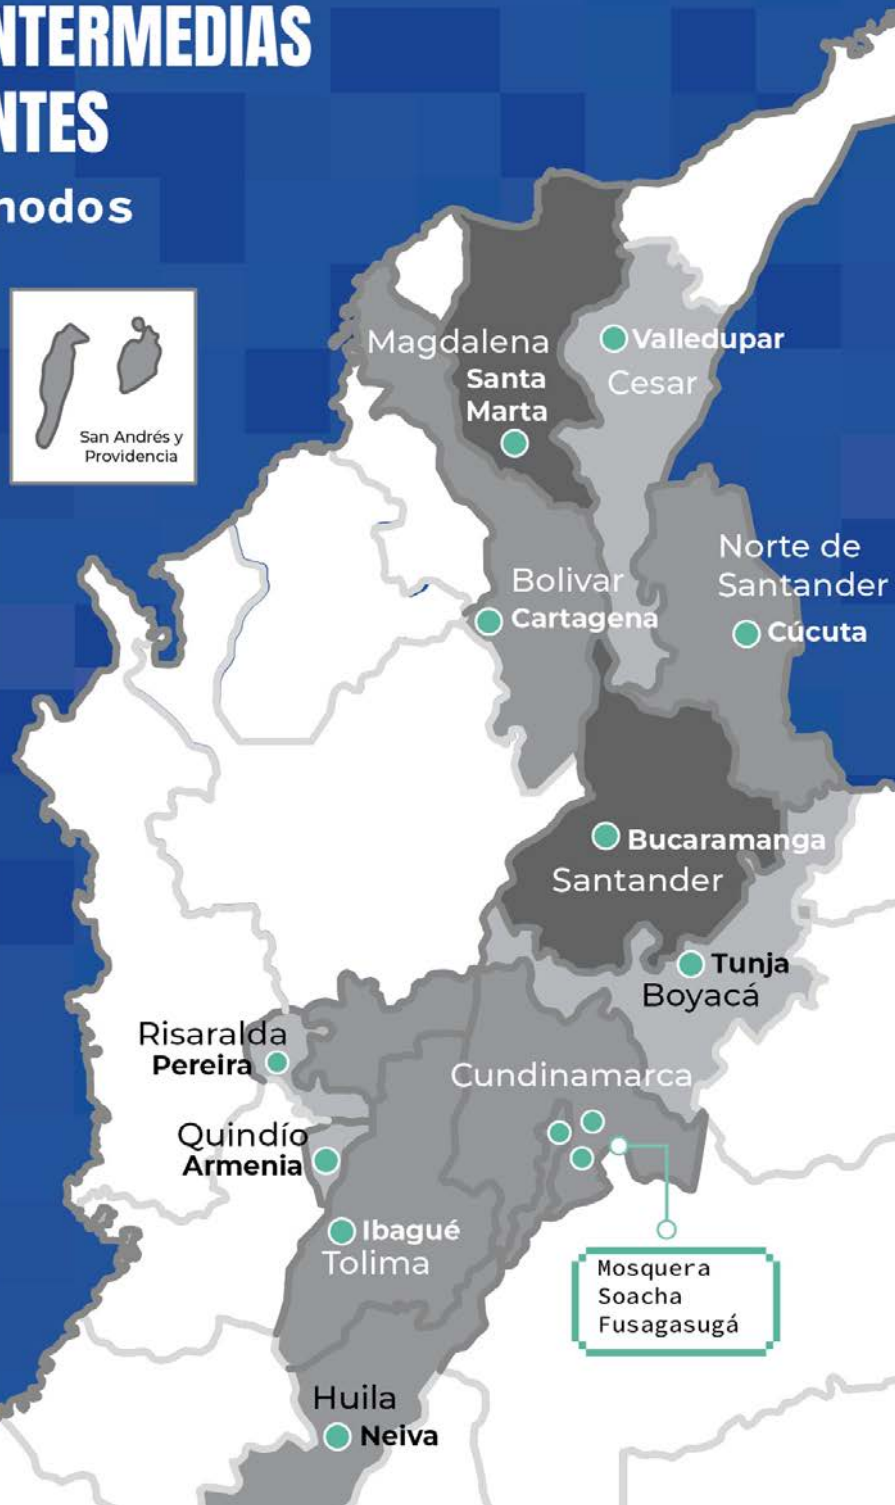 NTERMEDIAS
NTES
nodos
San Andrés y
Providencia
Magdalena
Santa
Marta
Valledupar
Cesar
Norte de
Santander
Cúcuta
Bolivar
Cartagena
Bucaramanga
Santander
Tunja
Boyacá
Risaralda
Pereira
Cundinamarca
Quindío
Armenia
Ibagué
Tolima
Mosquera
Soacha
Fusagasugá
Huila
Neiva